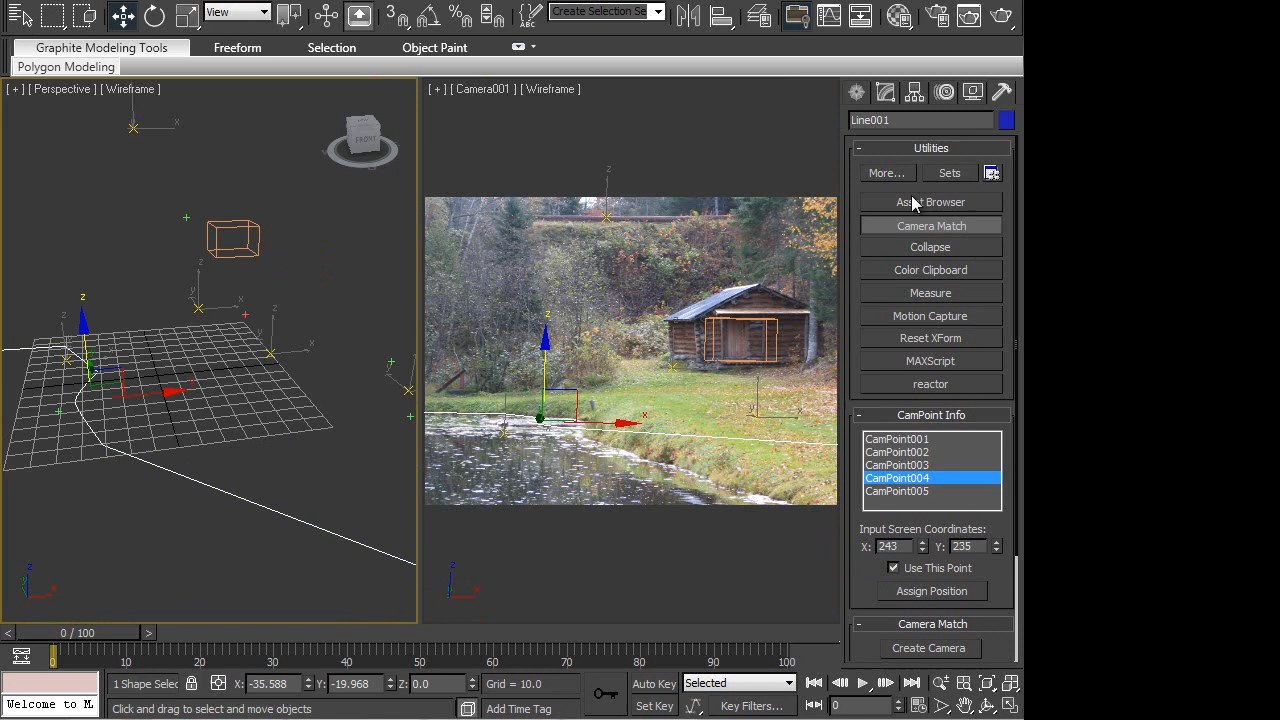 View
3
%
ABC
Create Selection Se
Graphite Modeling Tools
Freeform
Selection
Object Paint
Polygon Modeling
[ + ] [ Perspective ] [ Wireframe ]
[ + ] [ Camera001 ] [ Wireframe ]
FRONT
Line001
- Utilities
More...
Sets
Asset Browser
Camera Match
Collapse
Color Clipboard
Measure
Motion Capture
Reset XForm
MAXScript
reactor
- CamPoint Info
CamPoint001
CamPoint002
CamPoint003
CamPoint004
CamPoint005
Input Screen Coordinates:
X: 243 Y: 235
Use This Point
Assign Position
- Camera Match
Create Camera
< 0 / 100 >
0 10 20 30 40 50 60 70 80 90 100
1 Shape Selec
X: -35.588 Y: -19.968 Z: 0.0
Grid = 10.0
Auto Key
Selected
Welcome to M
Click and drag to select and move objects
Add Time Tag
Set Key
Key Filters...
0